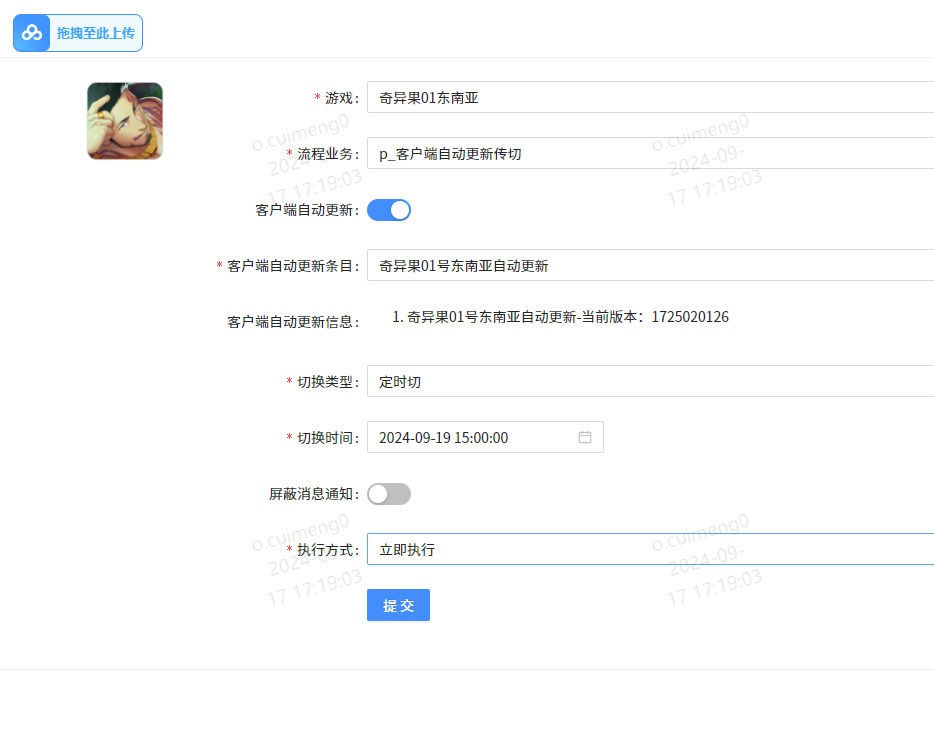 拖拽至此上传
* 游戏: 奇异果01东南亚
* 流程业务: p_客户端自动更新传切
客户端自动更新:
* 客户端自动更新条目: 奇异果01号东南亚自动更新
客户端自动更新信息: 1. 奇异果01号东南亚自动更新-当前版本：1725020126
* 切换类型: 定时切
* 切换时间: 2024-09-19 15:00:00
屏蔽消息通知:
* 执行方式: 立即执行
提 交
o.cuimeng0
2024-09-
17 17:19:03
o.cuimeng0
2024-09-
17 17:19:03
o.cuimeng0
2024-09-
17 17:19:03
o.cuimeng0
2024-09-
17 17:19:03